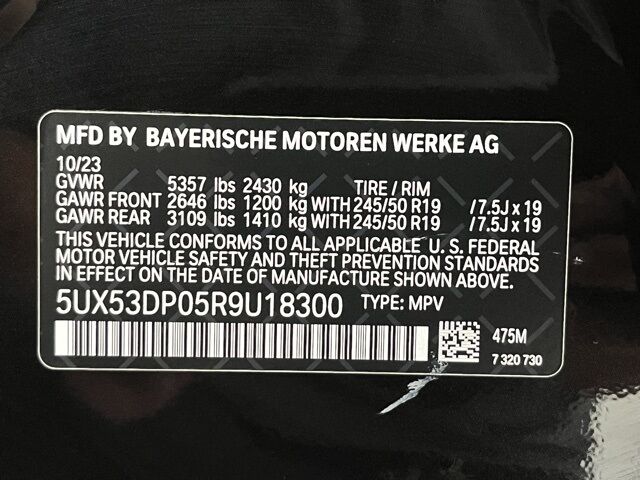 MFD BY BAYERISCHE MOTOREN WERKE AG
10/23
GVWR 5357 lbs 2430 kg TIRE / RIM
GAWR FRONT 2646 lbs 1200 kg WITH 245/50 R19 / 7.5J x 19
GAWR REAR 3109 lbs 1410 kg WITH 245/50 R19 / 7.5J x 19
THIS VEHICLE CONFORMS TO ALL APPLICABLE U. S. FEDERAL
MOTOR VEHICLE SAFETY AND THEFT PREVENTION STANDARDS
IN EFFECT ON THE DATE OF MANUFACTURE SHOWN ABOVE.
5UX53DP05R9U18300 TYPE: MPV
475M
7 320 730